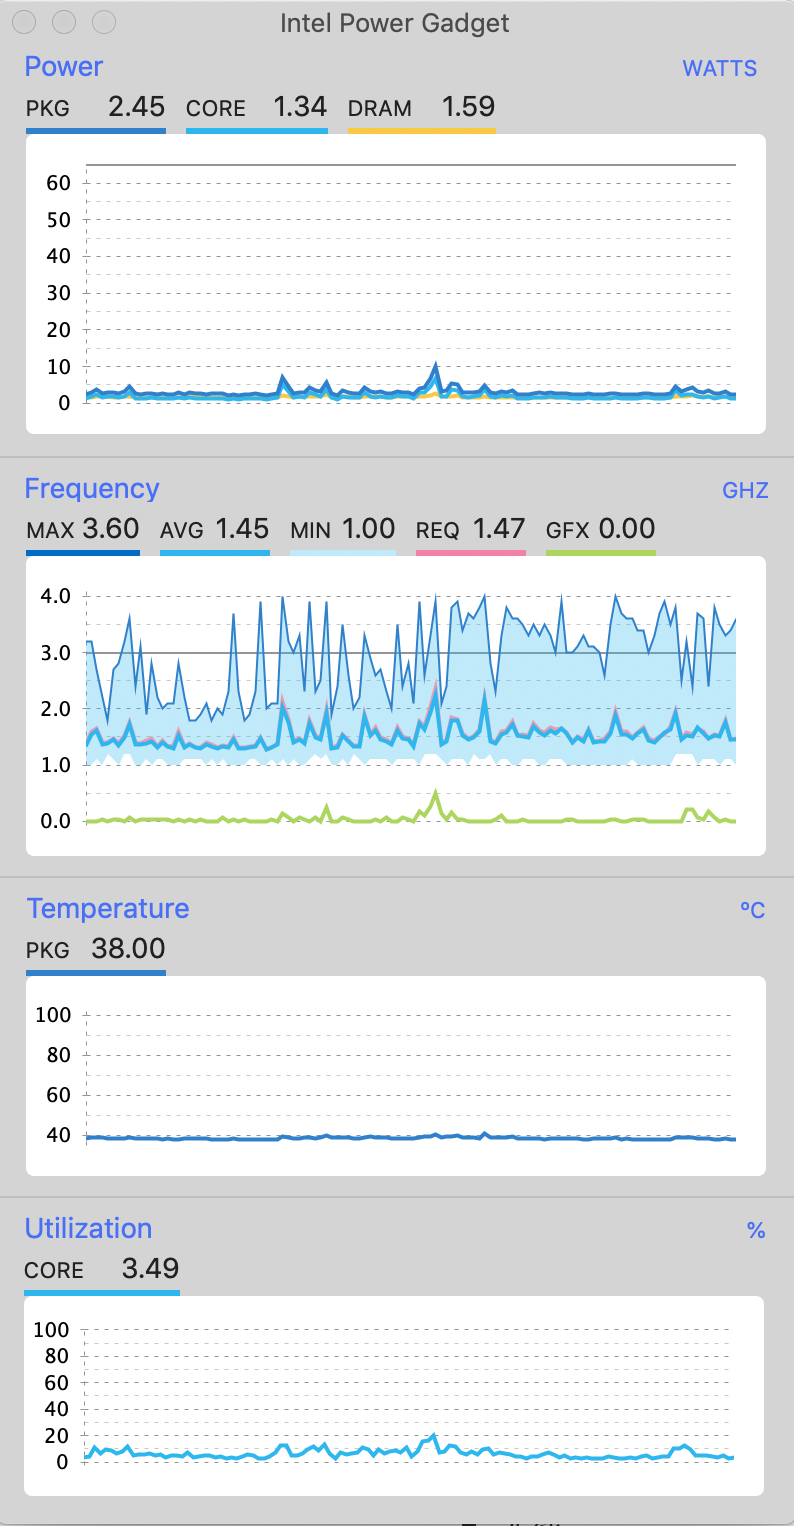 Intel Power Gadget
Power WATTS
PKG 2.45 CORE 1.34 DRAM 1.59
60
50
40
30
20
10
0
Frequency GHZ
MAX 3.60 AVG 1.45 MIN 1.00 REQ 1.47 GFX 0.00
4.0
3.0
2.0
1.0
0.0
Temperature ºC
PKG 38.00
100
80
60
40
Utilization %
CORE 3.49
100
80
60
40
20
0